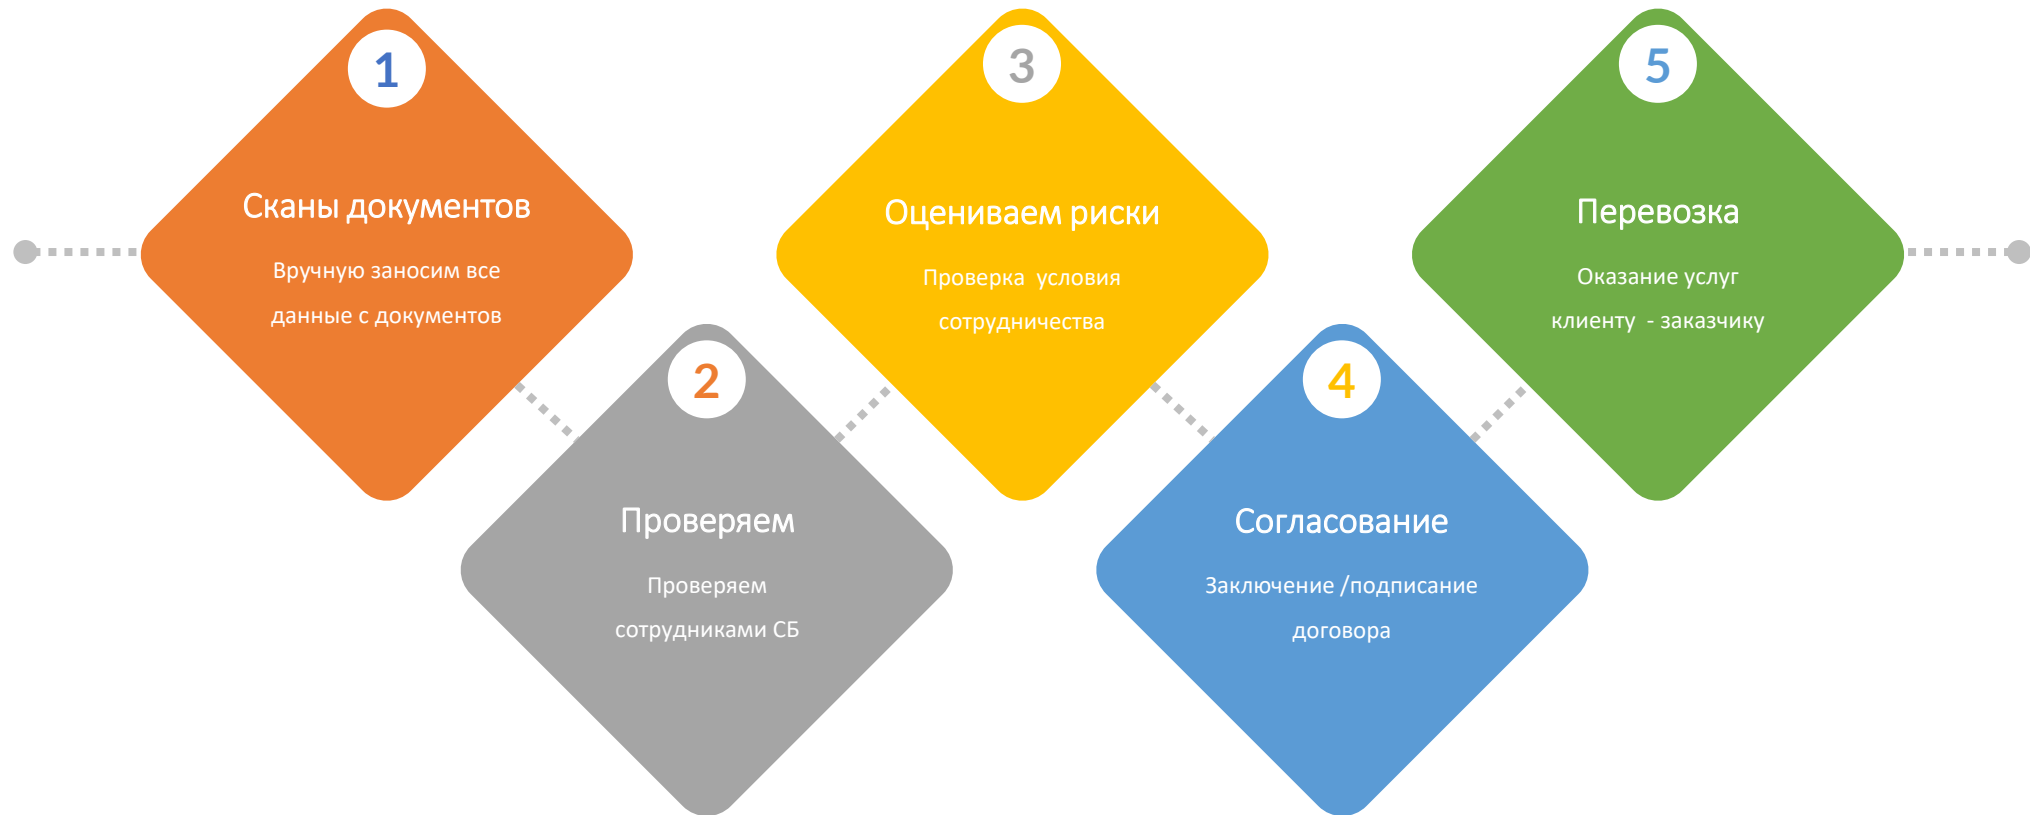 1
Сканы документов
Вручную заносим все
данные с документов
2
Проверяем
Проверяем
сотрудниками СБ
3
Оцениваем риски
Проверка  условия
сотрудничества
4
Согласование
Заключение /подписание
договора
5
Перевозка
Оказание услуг
клиенту  - заказчику